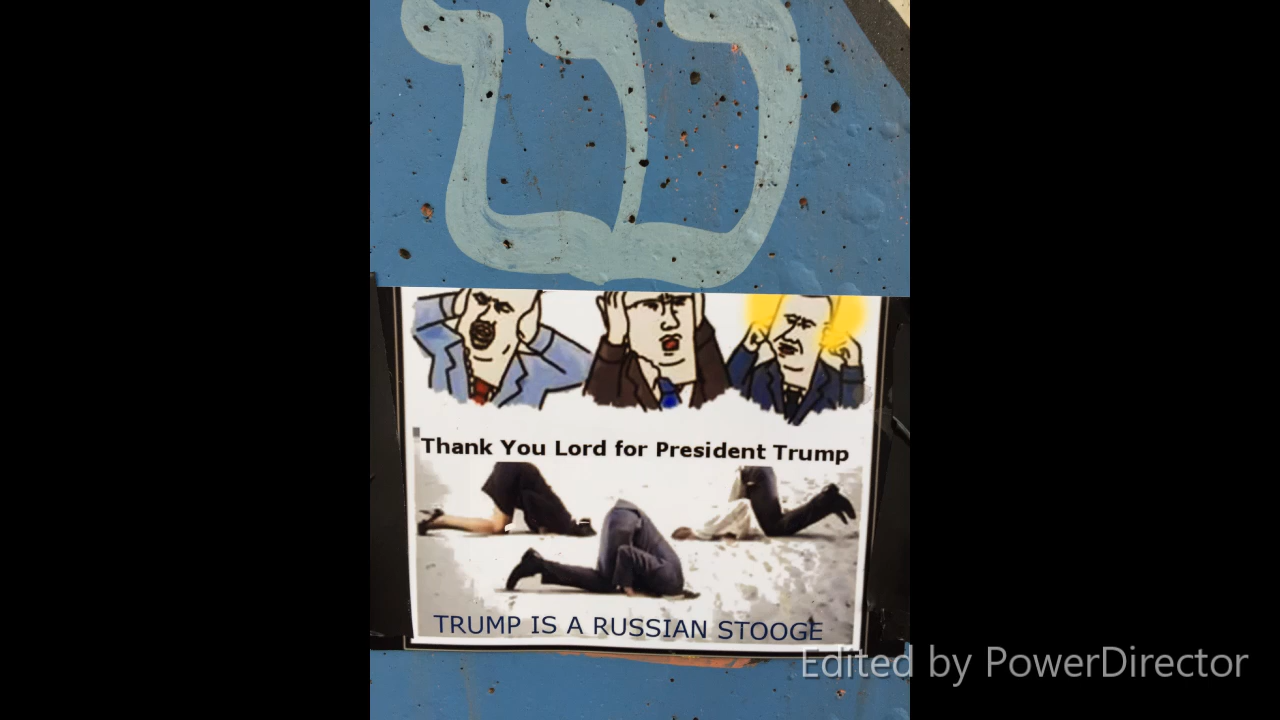 ש
Thank You Lord for President Trump
TRUMP IS A RUSSIAN STOOGE
Edited by PowerDirector